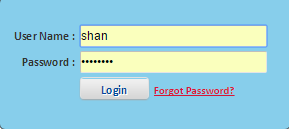 User Name : shan
Password : ••••••••
Login Forgot Password?